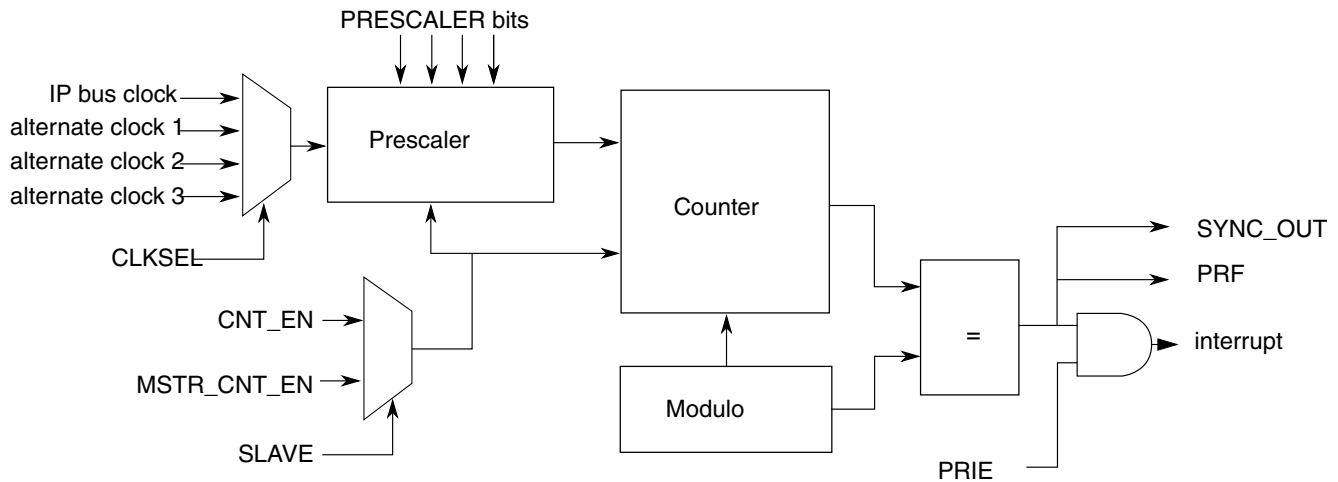 PRESCALER bits
IP bus clock
alternate clock 1
alternate clock 2
alternate clock 3
Prescaler
Counter
CLKSEL
SYNC_OUT
PRF
CNT_EN
=
interrupt
MSTR_CNT_EN
Modulo
SLAVE
PRIE